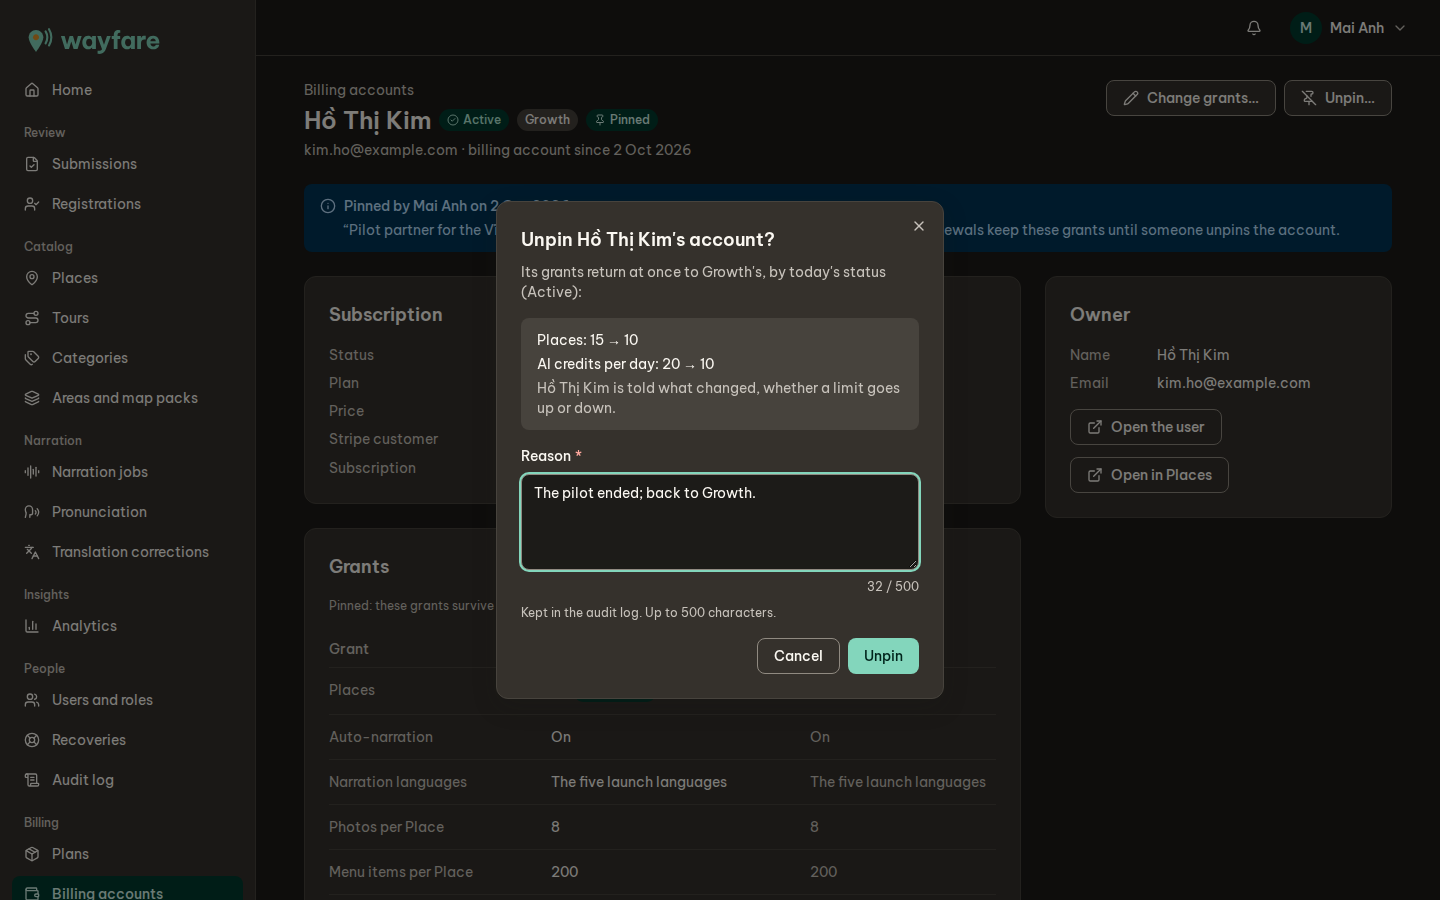 wayfare
Home
Review
Submissions
Registrations
Catalog
Places
Tours
Categories
Areas and map packs
Narration
Narration jobs
Pronunciation
Translation corrections
Insights
Analytics
People
Users and roles
Recoveries
Audit log
Billing
Plans
Billing accounts
M Mai Anh
Billing accounts
Hồ Thị Kim Active Growth Pinned
kim.ho@example.com · billing account since 2 Oct 2026
Change grants… Unpin…
Pinned by Mai Anh on 2
“Pilot partner for the Vi ewals keep these grants until someone unpins the account.
Subscription
Status
Plan
Price
Stripe customer
Subscription
Owner
Name Hồ Thị Kim
Email kim.ho@example.com
Open the user
Open in Places
Grants
Pinned: these grants survive
Grant
Places
Auto-narration On On
Narration languages The five launch languages The five launch languages
Photos per Place 8 8
Menu items per Place 200 200
Unpin Hồ Thị Kim's account?
Its grants return at once to Growth's, by today's status
(Active):
Places: 15 → 10
AI credits per day: 20 → 10
Hồ Thị Kim is told what changed, whether a limit goes
up or down.
Reason *
The pilot ended; back to Growth.
32 / 500
Kept in the audit log. Up to 500 characters.
Cancel Unpin